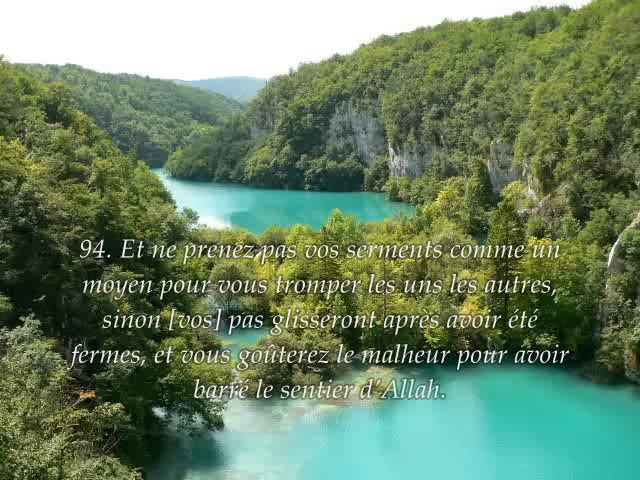 94. Et ne prenez pas vos serments comme un
moyen pour vous tromper les uns les autres,
sinon [vos] pas glisseront après avoir été
fermes, et vous goûterez le malheur pour avoir
barré le sentier d'Allah.